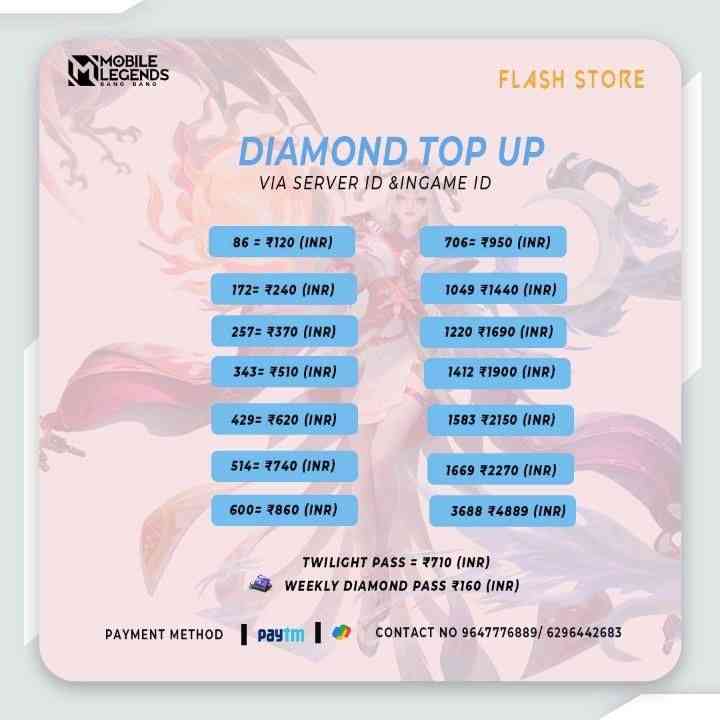 MOBILE
LEGENDS
BANG BANG
FLA$H STORE
DIAMOND TOP UP
VIA SERVER ID &INGAME ID
86 = ₹120 (INR)
172= ₹240 (INR)
257= ₹370 (INR)
343= ₹510 (INR)
429= ₹620 (INR)
514= ₹740 (INR)
600= ₹860 (INR)
706= ₹950 (INR)
1049 ₹1440 (INR)
1220 ₹1690 (INR)
1412 ₹1900 (INR)
1583 ₹2150 (INR)
1669 ₹2270 (INR)
3688 ₹4889 (INR)
TWILIGHT PASS = ₹710 (INR)
WEEKLY DIAMOND PASS ₹160 (INR)
PAYMENT METHOD | paytm | CONTACT NO 9647776889/ 6296442683